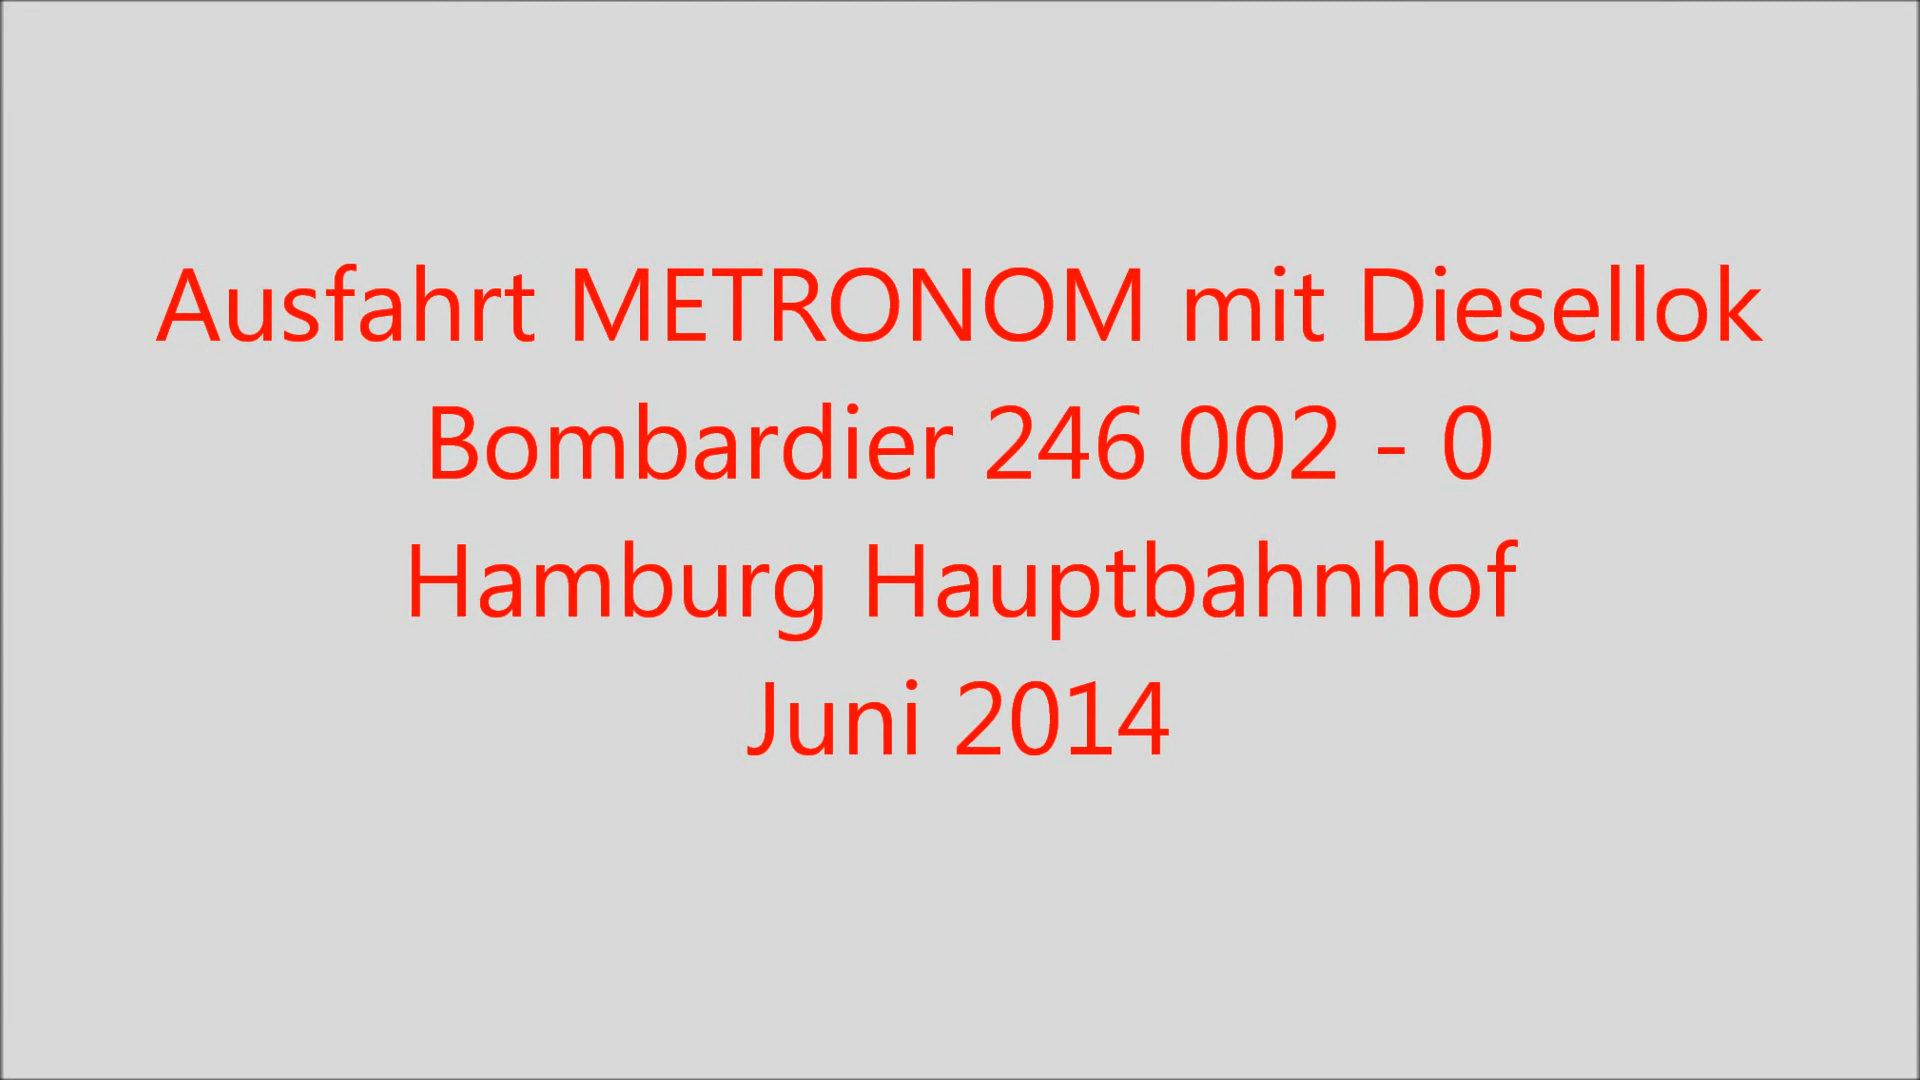 Ausfahrt METRONOM mit Diesellok
Bombardier 246 002 - 0
Hamburg Hauptbahnhof
Juni 2014